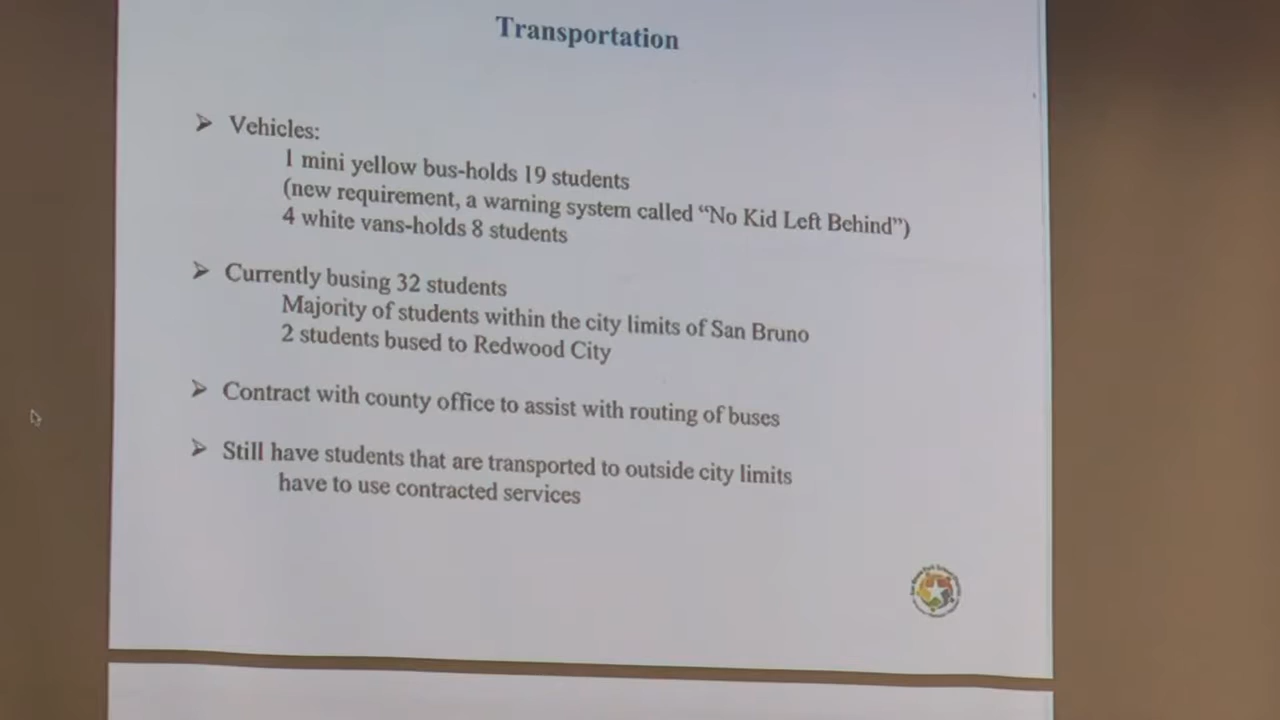 Transportation
➢ Vehicles:
1 mini yellow bus-holds 19 students
(new requirement, a warning system called “No Kid Left Behind”)
4 white vans-holds 8 students
➢ Currently busing 32 students
Majority of students within the city limits of San Bruno
2 students bused to Redwood City
➢ Contract with county office to assist with routing of buses
➢ Still have students that are transported to outside city limits
have to use contracted services